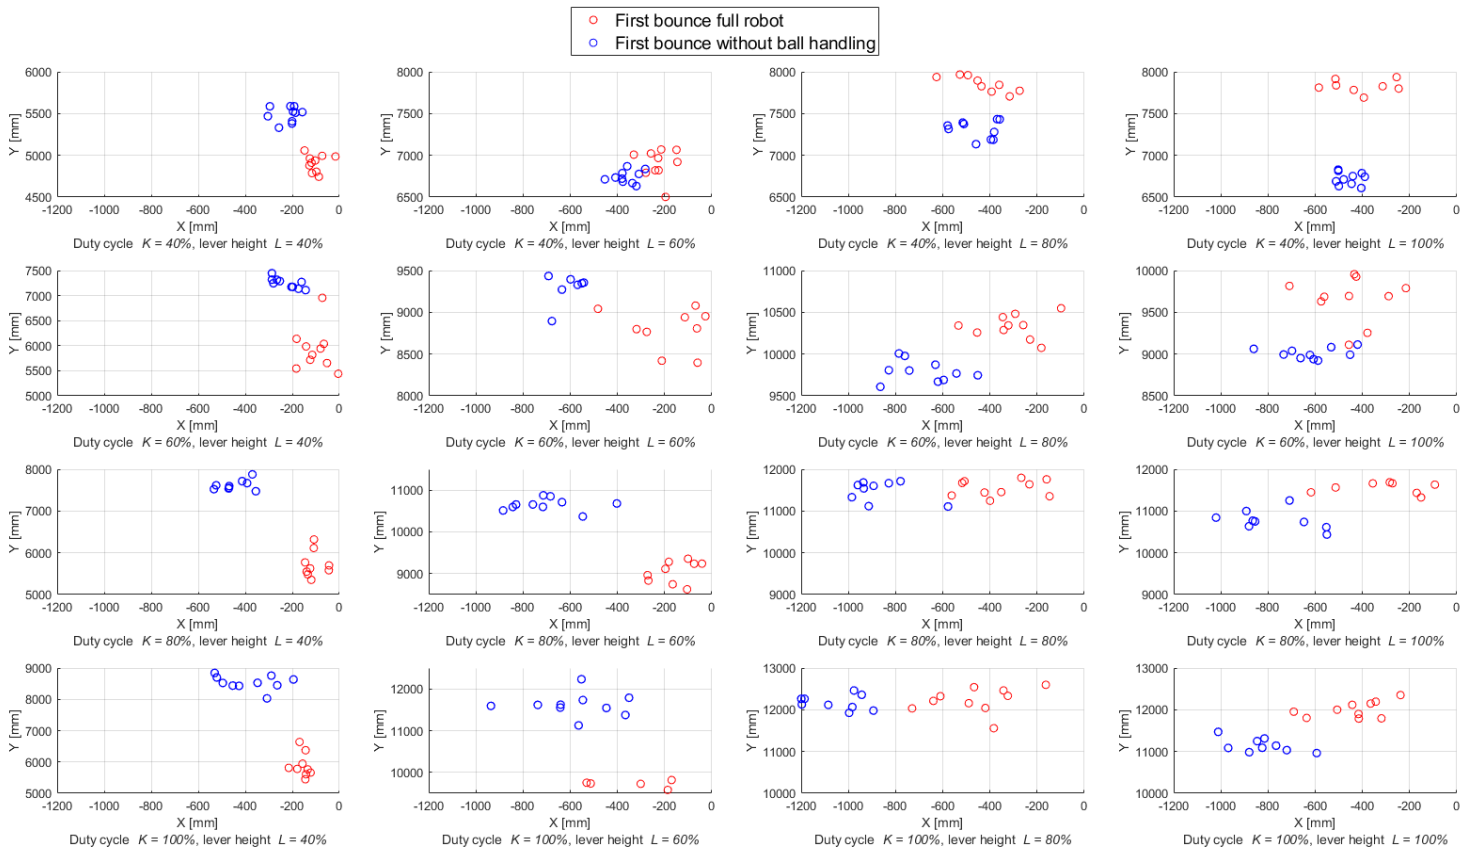 First bounce full robot
First bounce without ball handling
6000
5500
5000
4500
Y [mm]
-1200 -1000 -800 -600 -400 -200 0
X [mm]
Duty cycle K = 40%, lever height L = 40%
8000
7500
7000
6500
Y [mm]
-1200 -1000 -800 -600 -400 -200 0
X [mm]
Duty cycle K = 40%, lever height L = 60%
8000
7500
7000
6500
Y [mm]
-1200 -1000 -800 -600 -400 -200 0
X [mm]
Duty cycle K = 40%, lever height L = 80%
8000
7500
7000
6500
Y [mm]
-1200 -1000 -800 -600 -400 -200 0
X [mm]
Duty cycle K = 40%, lever height L = 100%
7500
7000
6500
6000
5500
5000
Y [mm]
-1200 -1000 -800 -600 -400 -200 0
X [mm]
Duty cycle K = 60%, lever height L = 40%
9500
9000
8500
8000
Y [mm]
-1200 -1000 -800 -600 -400 -200 0
X [mm]
Duty cycle K = 60%, lever height L = 60%
11000
10500
10000
9500
Y [mm]
-1200 -1000 -800 -600 -400 -200 0
X [mm]
Duty cycle K = 60%, lever height L = 80%
10000
9500
9000
8500
Y [mm]
-1200 -1000 -800 -600 -400 -200 0
X [mm]
Duty cycle K = 60%, lever height L = 100%
8000
7000
6000
5000
Y [mm]
-1200 -1000 -800 -600 -400 -200 0
X [mm]
Duty cycle K = 80%, lever height L = 40%
11000
10000
9000
Y [mm]
-1200 -1000 -800 -600 -400 -200 0
X [mm]
Duty cycle K = 80%, lever height L = 60%
12000
11000
10000
9000
Y [mm]
-1200 -1000 -800 -600 -400 -200 0
X [mm]
Duty cycle K = 80%, lever height L = 80%
12000
11000
10000
9000
Y [mm]
-1200 -1000 -800 -600 -400 -200 0
X [mm]
Duty cycle K = 80%, lever height L = 100%
9000
8000
7000
6000
5000
Y [mm]
-1200 -1000 -800 -600 -400 -200 0
X [mm]
Duty cycle K = 100%, lever height L = 40%
12000
11000
10000
Y [mm]
-1200 -1000 -800 -600 -400 -200 0
X [mm]
Duty cycle K = 100%, lever height L = 60%
13000
12000
11000
10000
Y [mm]
-1200 -1000 -800 -600 -400 -200 0
X [mm]
Duty cycle K = 100%, lever height L = 80%
13000
12000
11000
10000
Y [mm]
-1200 -1000 -800 -600 -400 -200 0
X [mm]
Duty cycle K = 100%, lever height L = 100%